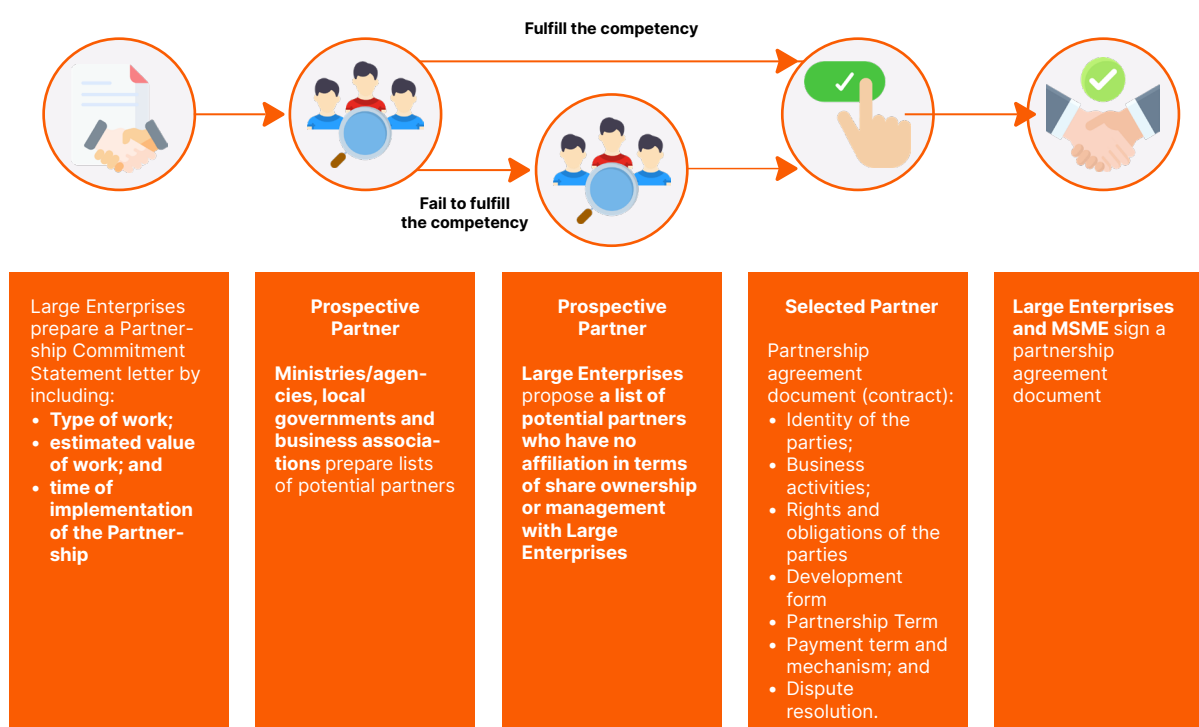 Fulfill the competency
Fail to fulfill
the competency
Large Enterprises
prepare a Partner-
ship Commitment
Statement letter by
including:
• Type of work;
• estimated value
of work; and
• time of
implementation
of the Partner-
ship
Prospective
Partner
Ministries/agen-
cies, local
governments and
business associa-
tions prepare lists
of potential partners
Prospective
Partner
Large Enterprises
propose a list of
potential partners
who have no
affiliation in terms
of share ownership
or management
with Large
Enterprises
Selected Partner
Partnership
agreement
document (contract):
• Identity of the
parties;
• Business
activities;
• Rights and
obligations of the
parties
• Development
form
• Partnership Term
• Payment term and
mechanism; and
• Dispute
resolution.
Large Enterprises
and MSME sign a
partnership
agreement
document